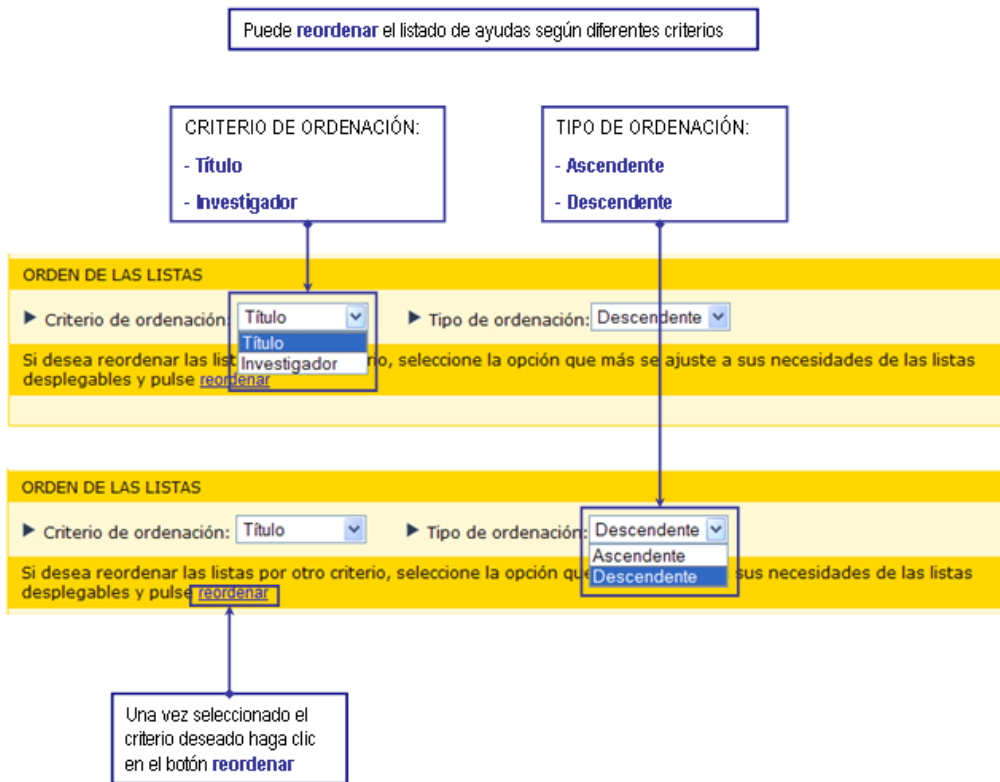 Puede reordenar el listado de ayudas según diferentes criterios
CRITERIO DE ORDENACIÓN:
- Título
- Investigador
TIPO DE ORDENACIÓN:
- Ascendente
- Descendente
ORDEN DE LAS LISTAS
Criterio de ordenación: Título Tipo de ordenación: Descendente
Título
Investigador
Si desea reordenar las list rio, seleccione la opción que más se ajuste a sus necesidades de las listas
desplegables y pulse reordenar
ORDEN DE LAS LISTAS
Criterio de ordenación: Título Tipo de ordenación: Descendente
Ascendente
Descendente
Si desea reordenar las listas por otro criterio, seleccione la opción que sus necesidades de las listas
desplegables y pulse reordenar
Una vez seleccionado el
criterio deseado haga clic
en el botón reordenar